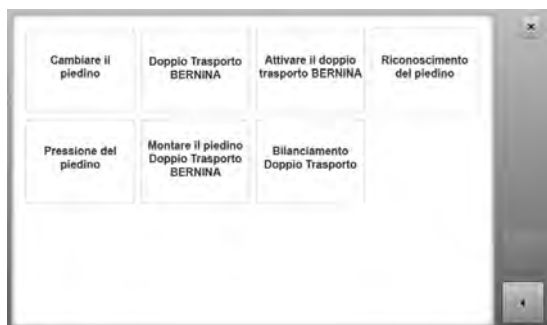 Cambiare il
piedino
Doppio Trasporto
BERNINA
Attivare il doppio
trasporto BERNINA
Riconoscimento
del piedino
Pressione del
piedino
Montare il piedino
Doppio Trasporto
BERNINA
Bilanciamento
Doppio Trasporto